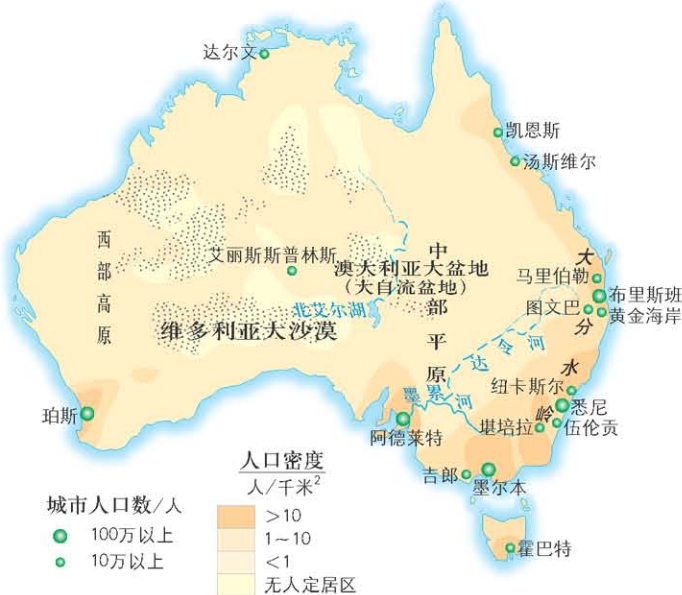 达尔文
凯恩斯
汤斯维尔
西部高原
艾丽斯斯普林斯
中部平原
澳大利亚大盆地
(大自流盆地)
大分水岭
马里伯勒
布里斯班
图文巴
黄金海岸
北艾尔湖
维多利亚大沙漠
达令河
墨累河
纽卡斯尔
悉尼
珀斯
阿德莱特
堪培拉
伍伦贡
吉郎
墨尔本
霍巴特
人口密度
人/千米²
>10
1~10
<1
无人定居区
城市人口数/人
100万以上
10万以上